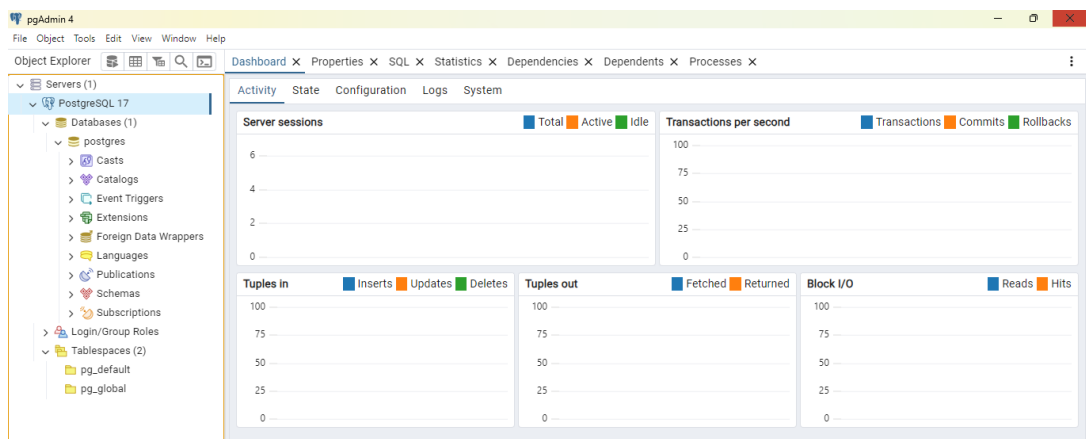 pgAdmin 4
File Object Tools Edit View Window Help
Object Explorer
Dashboard Properties SQL Statistics Dependencies Dependents Processes
Servers (1)
PostgreSQL 17
Databases (1)
postgres
Casts
Catalogs
Event Triggers
Extensions
Foreign Data Wrappers
Languages
Publications
Schemas
Subscriptions
Login/Group Roles
Tablespaces (2)
pg_default
pg_global
Activity State Configuration Logs System
Server sessions Total Active Idle
6
4
2
0
Transactions per second Transactions Commits Rollbacks
100
75
50
25
0
Tuples in Inserts Updates Deletes
100
75
50
25
0
Tuples out Fetched Returned
100
75
50
25
0
Block I/O Reads Hits
100
75
50
25
0